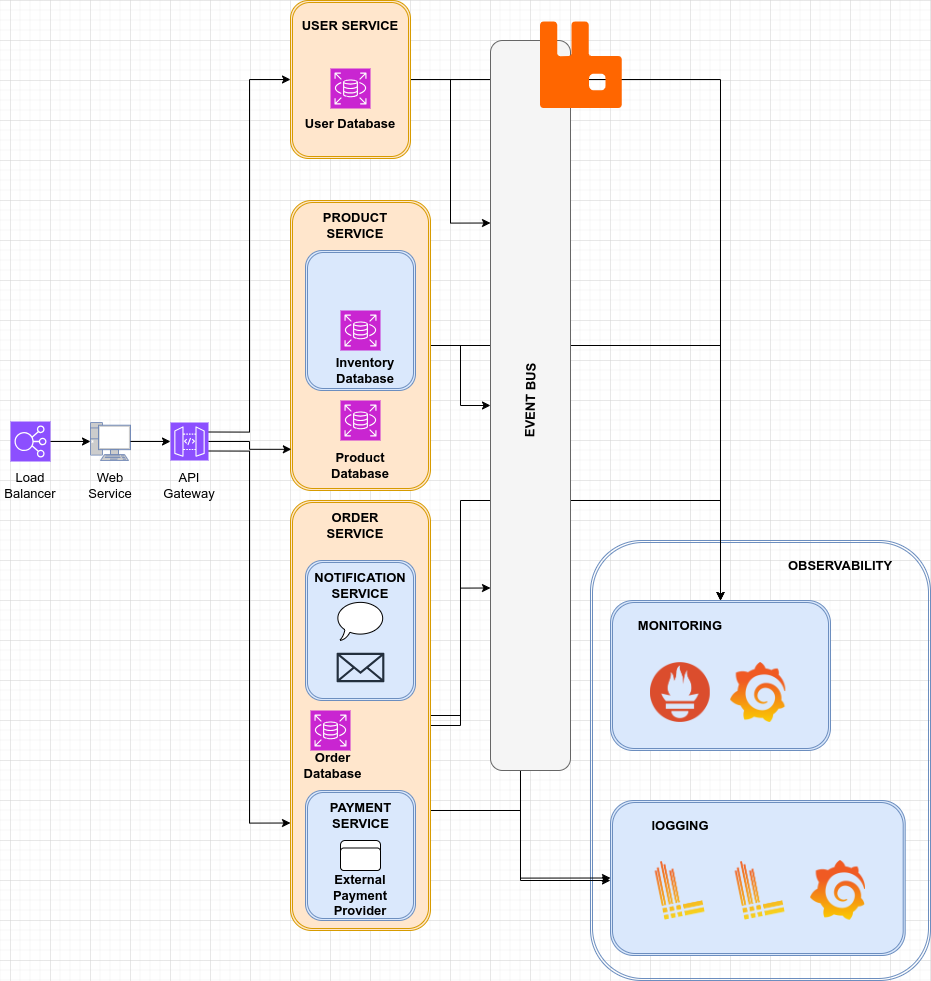 USER SERVICE
User Database
PRODUCT
SERVICE
Inventory
Database
Product
Database
Load
Balancer
Web
Service
API
Gateway
ORDER
SERVICE
NOTIFICATION
SERVICE
Order
Database
PAYMENT
SERVICE
External
Payment
Provider
EVENT BUS
OBSERVABILITY
MONITORING
lOGGING